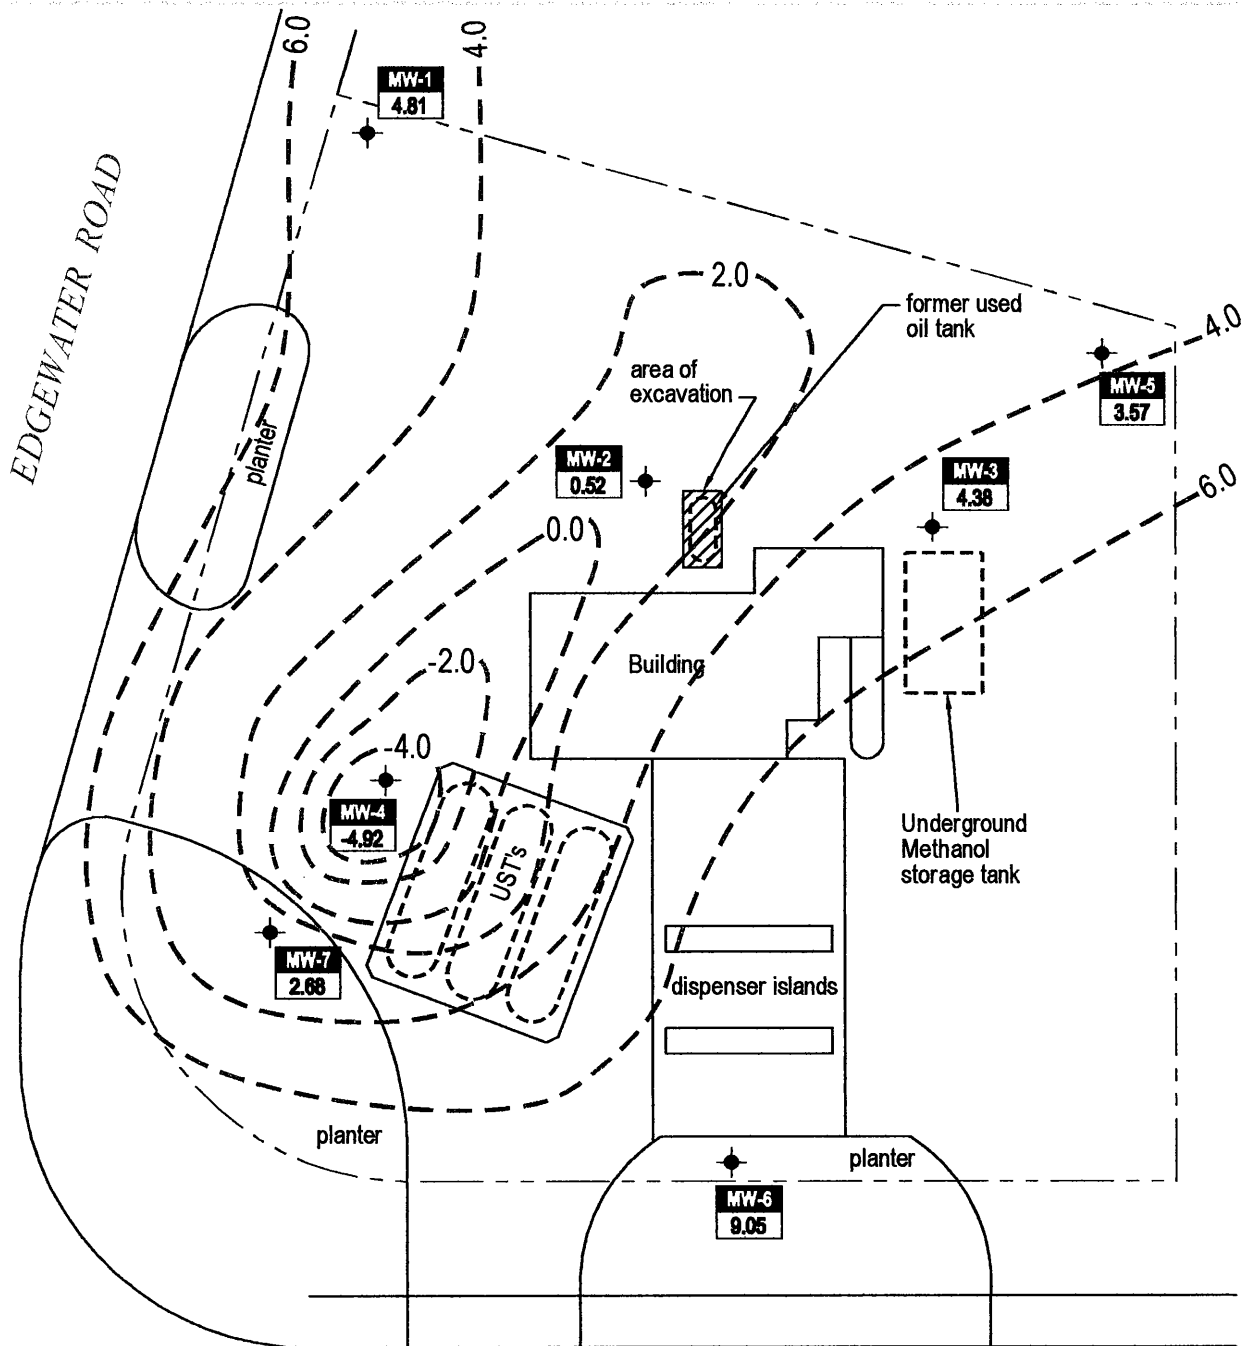 6.0
4.0
MW-1
4.81
EDGEWATER ROAD
2.0
former used
oil tank
4.0
area of
excavation
MW-5
3.57
planter
MW-2
0.52
MW-3
4.38
6.0
0.0
Building
-2.0
-4.0
MW-4
-4.92
UST's
Underground
Methanol
storage tank
MW-7
2.68
dispenser islands
planter
planter
MW-6
9.05